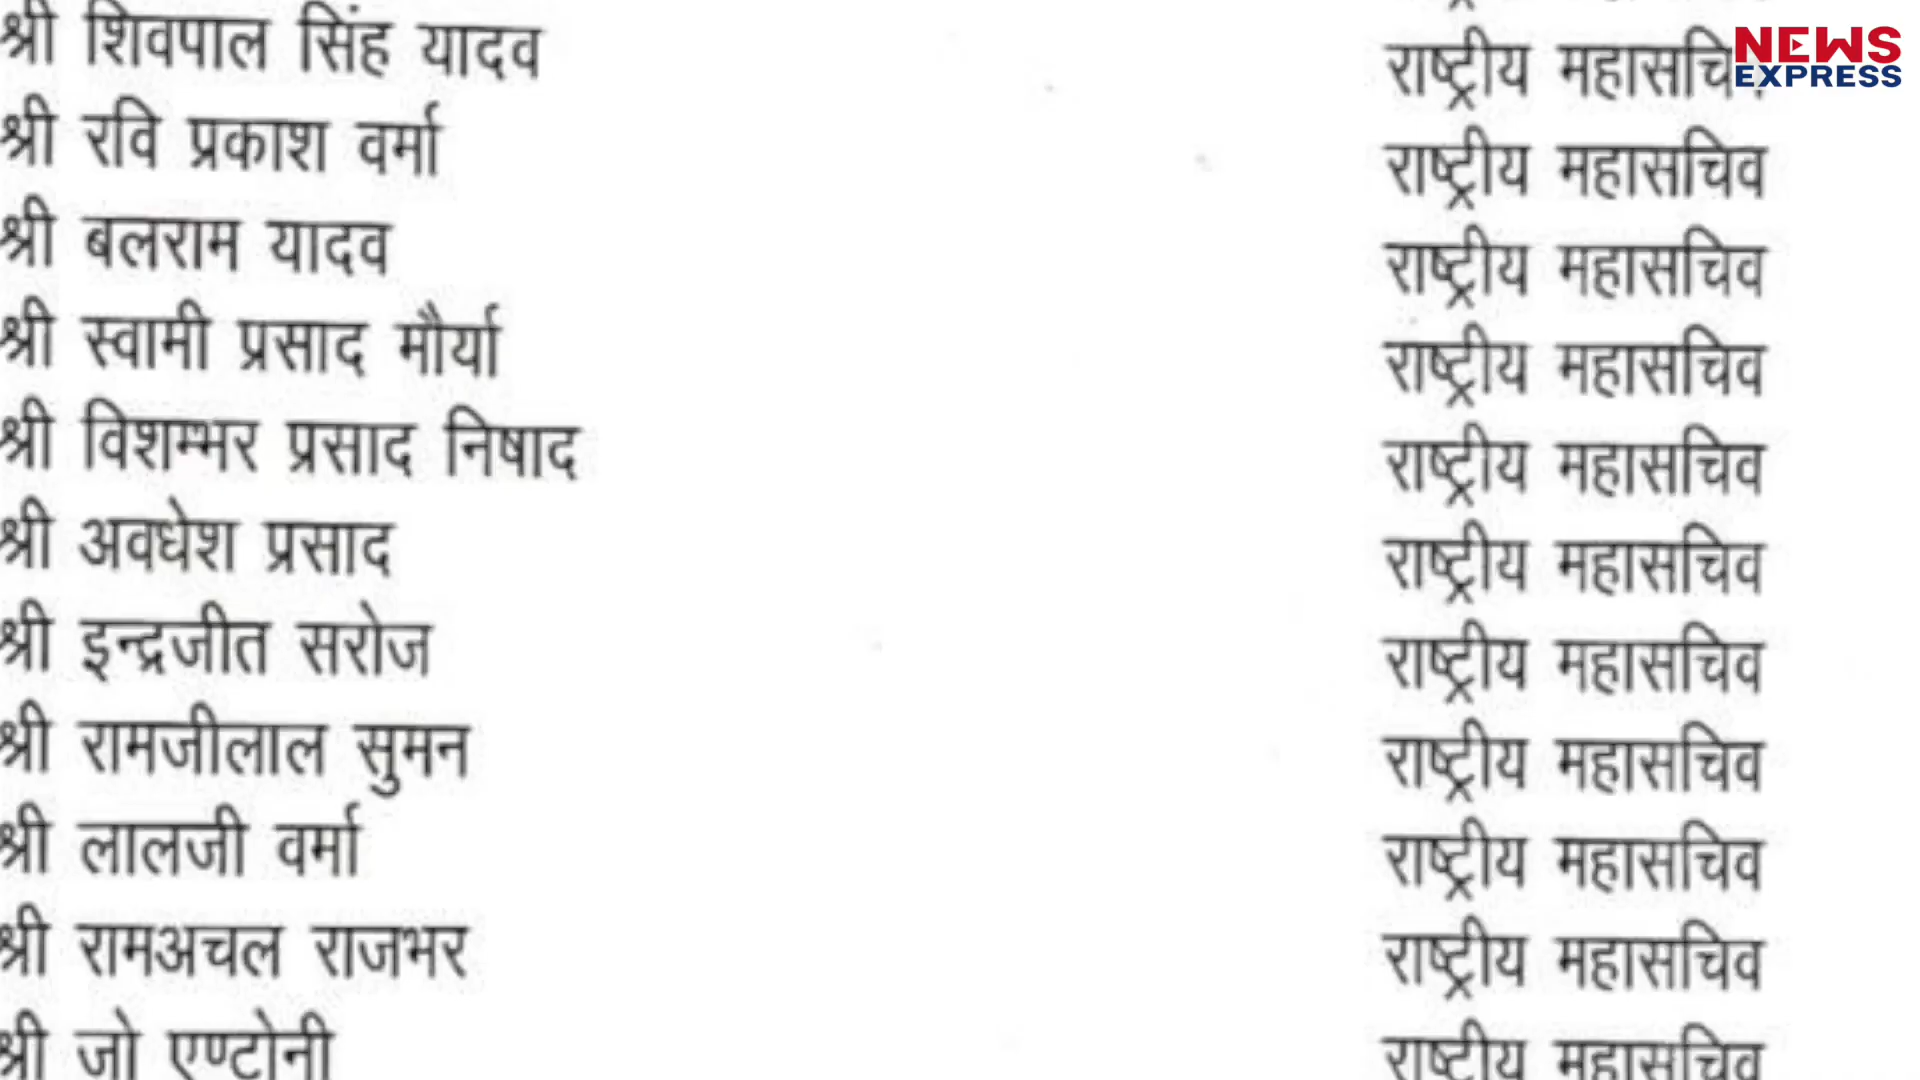 श्री शिवपाल सिंह यादव राष्ट्रीय महासचिव
श्री रवि प्रकाश वर्मा राष्ट्रीय महासचिव
श्री बलराम यादव राष्ट्रीय महासचिव
श्री स्वामी प्रसाद मौर्या राष्ट्रीय महासचिव
श्री विशम्भर प्रसाद निषाद राष्ट्रीय महासचिव
श्री अवधेश प्रसाद राष्ट्रीय महासचिव
श्री इन्द्रजीत सरोज राष्ट्रीय महासचिव
श्री रामजीलाल सुमन राष्ट्रीय महासचिव
श्री लालजी वर्मा राष्ट्रीय महासचिव
श्री रामअचल राजभर राष्ट्रीय महासचिव
श्री जो एण्टोनी राष्ट्रीय महासचिव
NEWS
EXPRESS